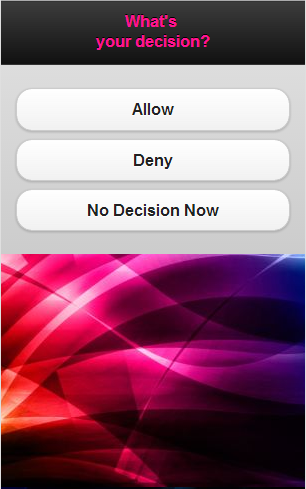 What's
your decision?
Allow
Deny
No Decision Now